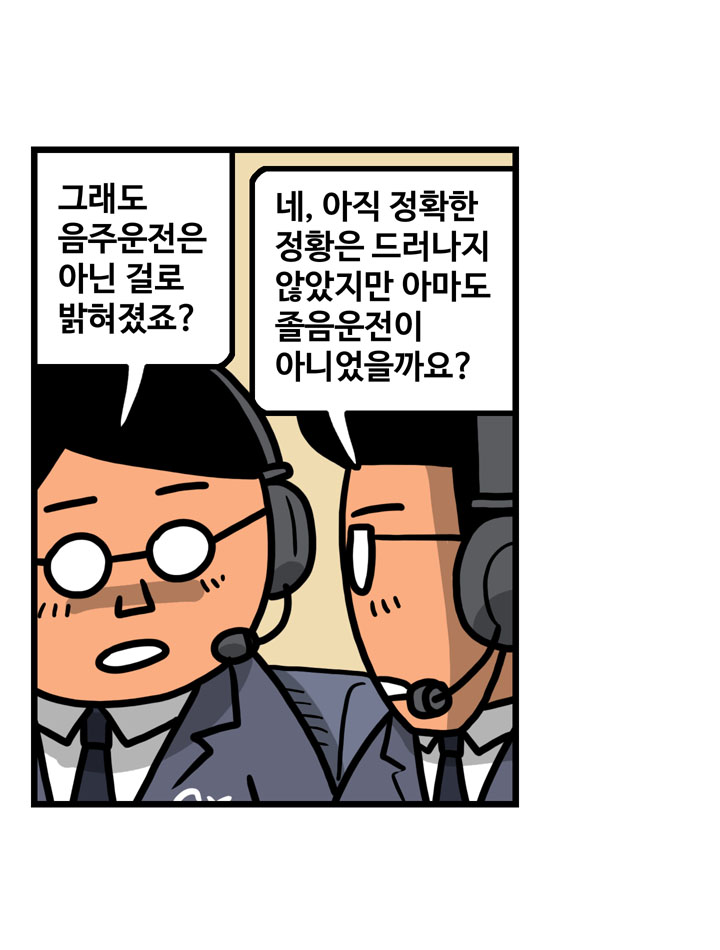 그래도
음주운전은
아닌 걸로
밝혀졌죠?
네, 아직 정확한
정황은 드러나지
않았지만 아마도
졸음운전이
아니었을까요?